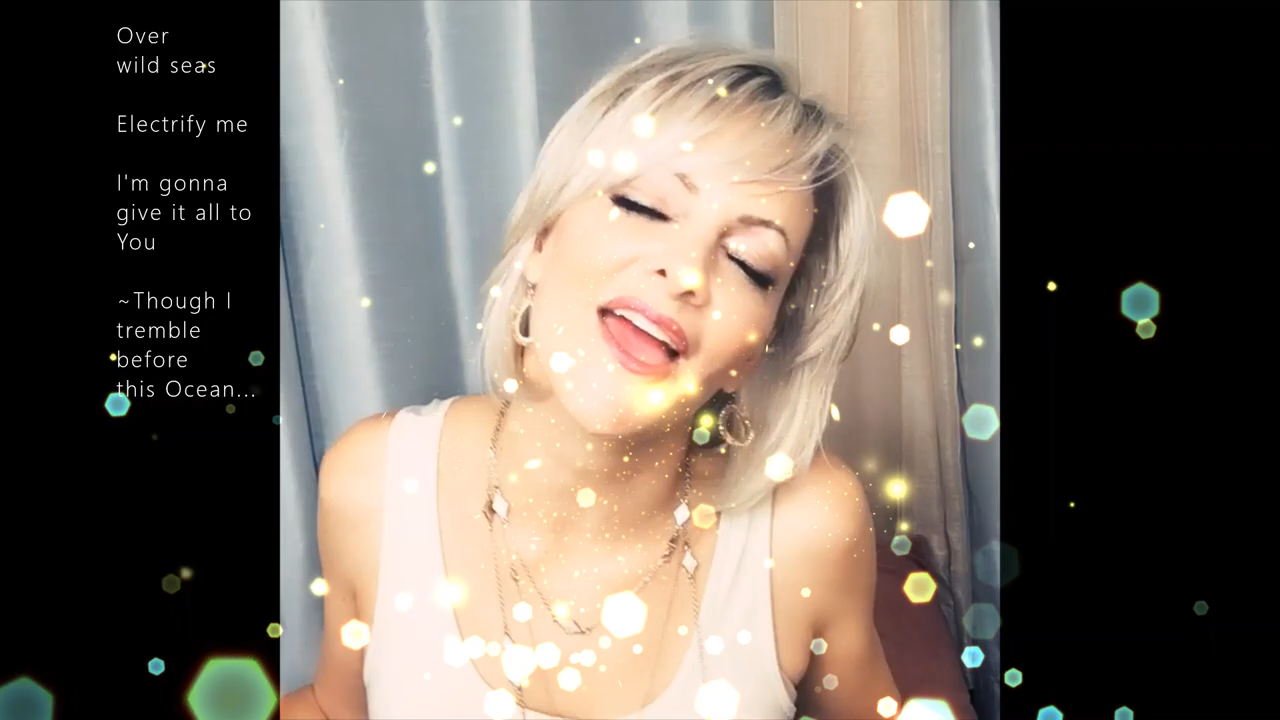 Over
wild seas
Electrify me
I'm gonna
give it all to
You
~Though I
tremble
before
this Ocean...